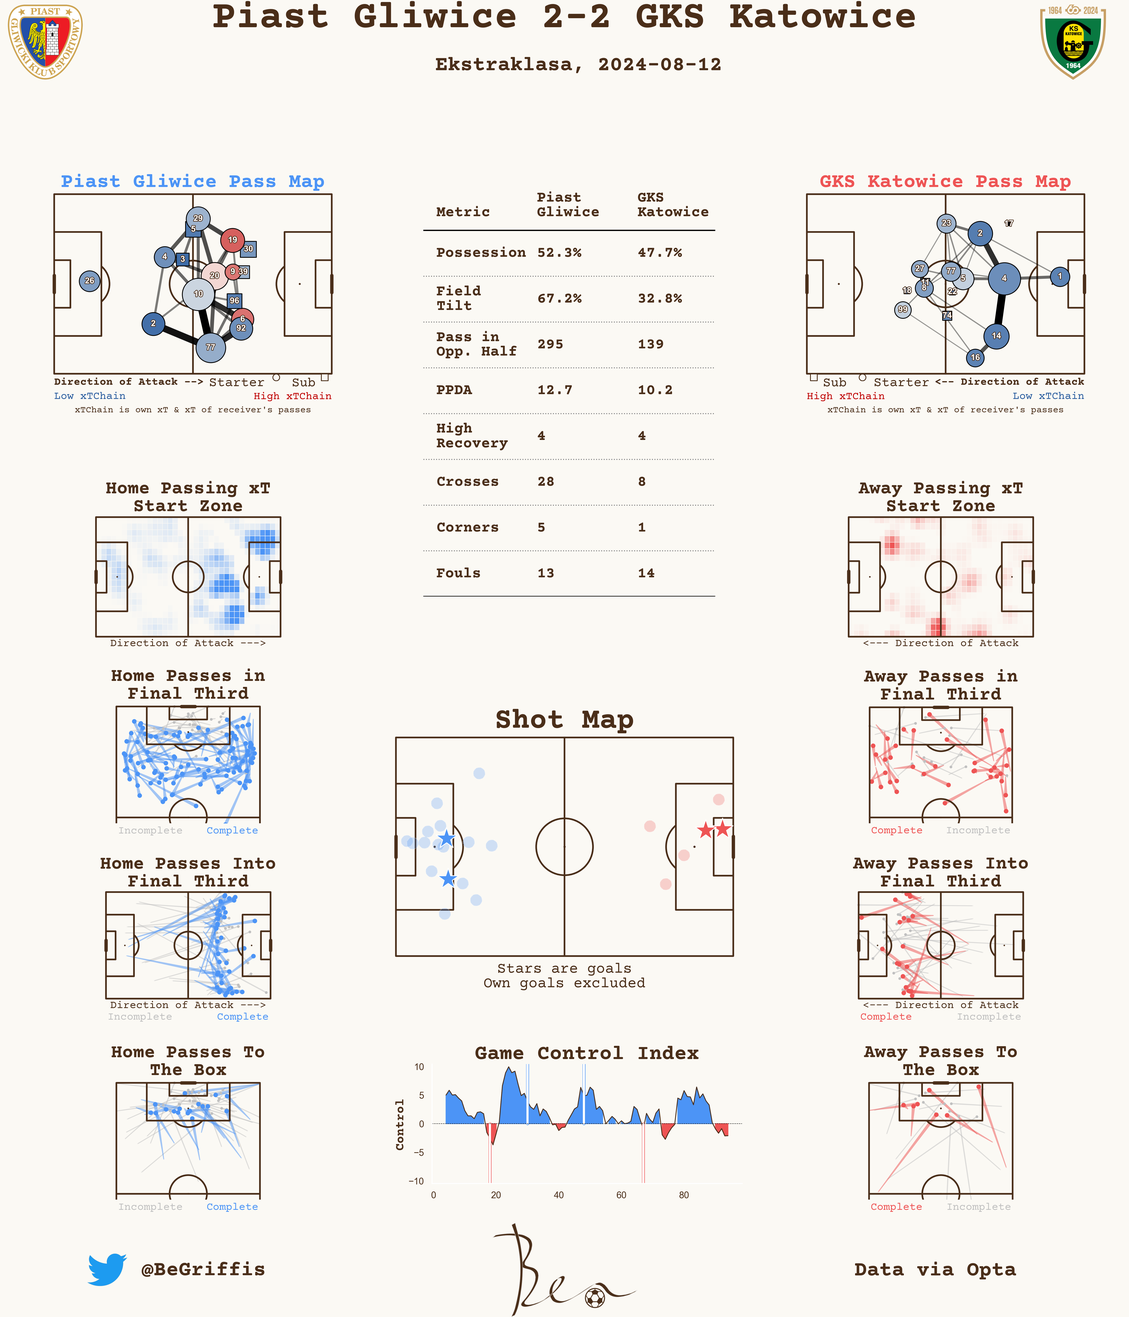 Piast Gliwice 2-2 GKS Katowice
Ekstraklasa, 2024-08-12
PIAST
GLIWICKI KLUB SPORTOWY
1964 2024
KS
KATOWICE
1964
Piast Gliwice Pass Map
29
5
19
30
4
3
20
9
39
26
10
96
2
6
92
77
Direction of Attack --> Starter Sub
Low xTChain High xTChain
xTChain is own xT & xT of receiver's passes
Metric Piast Gliwice GKS Katowice
Possession 52.3% 47.7%
Field Tilt 67.2% 32.8%
Pass in Opp. Half 295 139
PPDA 12.7 10.2
High Recovery 4 4
Crosses 28 8
Corners 5 1
Fouls 13 14
GKS Katowice Pass Map
23
2
17
27
77
5
4
1
8
18
22
99
74
14
16
Sub Starter <-- Direction of Attack
High xTChain Low xTChain
xTChain is own xT & xT of receiver's passes
Home Passing xT
Start Zone
Direction of Attack --->
Home Passes in
Final Third
Incomplete Complete
Home Passes Into
Final Third
Direction of Attack --->
Incomplete Complete
Home Passes To
The Box
Incomplete Complete
Shot Map
Stars are goals
Own goals excluded
Game Control Index
Control
10
5
0
−5
−10
0 20 40 60 80
Away Passing xT
Start Zone
<--- Direction of Attack
Away Passes in
Final Third
Complete Incomplete
Away Passes Into
Final Third
<--- Direction of Attack
Complete Incomplete
Away Passes To
The Box
Complete Incomplete
@BeGriffis
Bea
Data via Opta